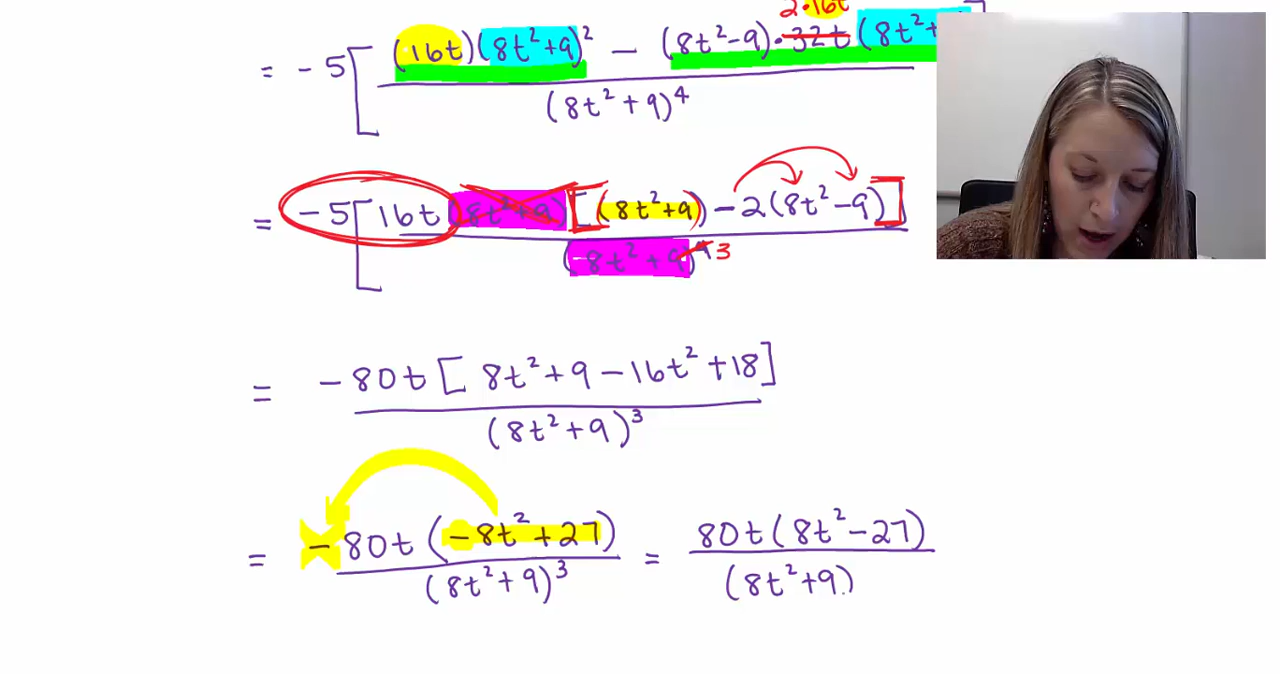 2·16t
= -5[ (16t)(8t²+9)² - (8t²-9)·32t(8t²+
(8t²+9)⁴
= -5[16t(8t²+9)[(8t²+9) - 2(8t²-9)]
(8t²+9)⁴ 3
= -80t[8t²+9-16t²+18]
(8t²+9)³
= -80t(-8t²+27) = 80t(8t²-27)
(8t²+9)³ (8t²+9)